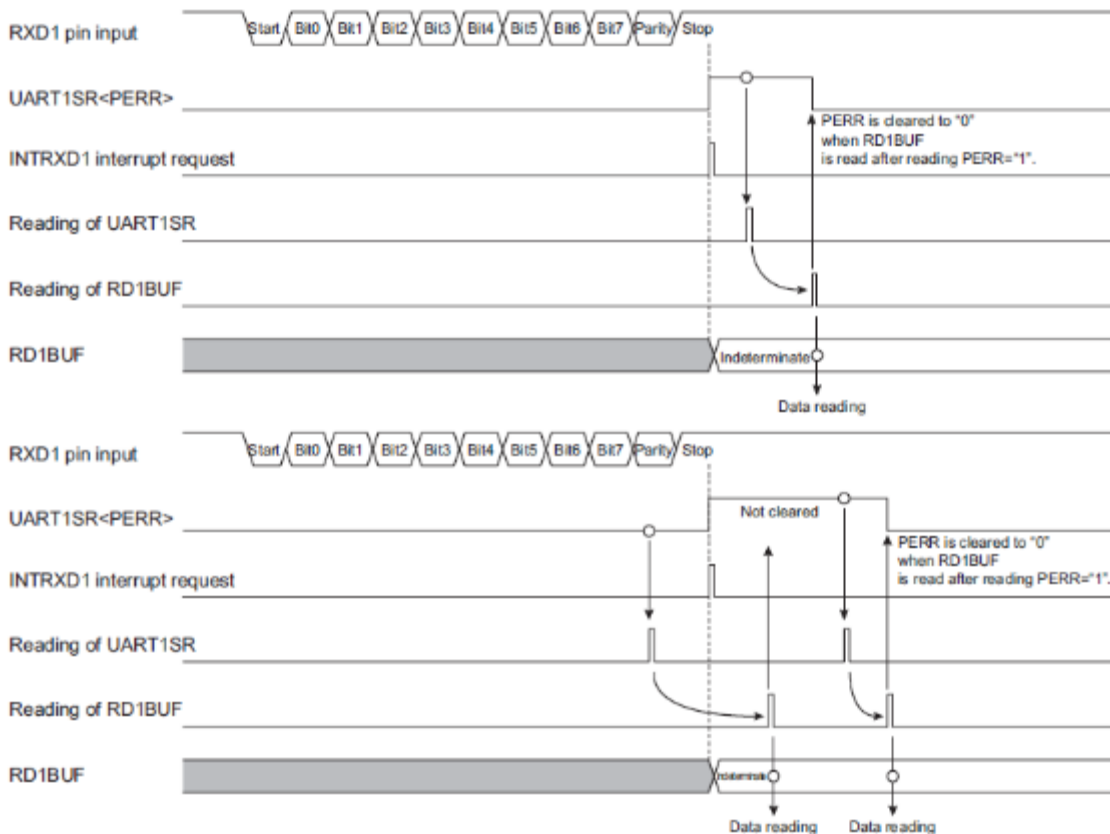 RXD1 pin input
Start Bit0 Bit1 Bit2 Bit3 Bit4 Bit5 Bit6 Bit7 Parity Stop
UART1SR<PERR>
PERR is cleared to “0”
when RD1BUF
is read after reading PERR=“1”.
INTRXD1 interrupt request
Reading of UART1SR
Reading of RD1BUF
RD1BUF
Indeterminate
Data reading
RXD1 pin input
Start Bit0 Bit1 Bit2 Bit3 Bit4 Bit5 Bit6 Bit7 Parity Stop
UART1SR<PERR>
Not cleared
PERR is cleared to “0”
when RD1BUF
is read after reading PERR=“1”.
INTRXD1 interrupt request
Reading of UART1SR
Reading of RD1BUF
RD1BUF
Indeterminate
Data reading Data reading